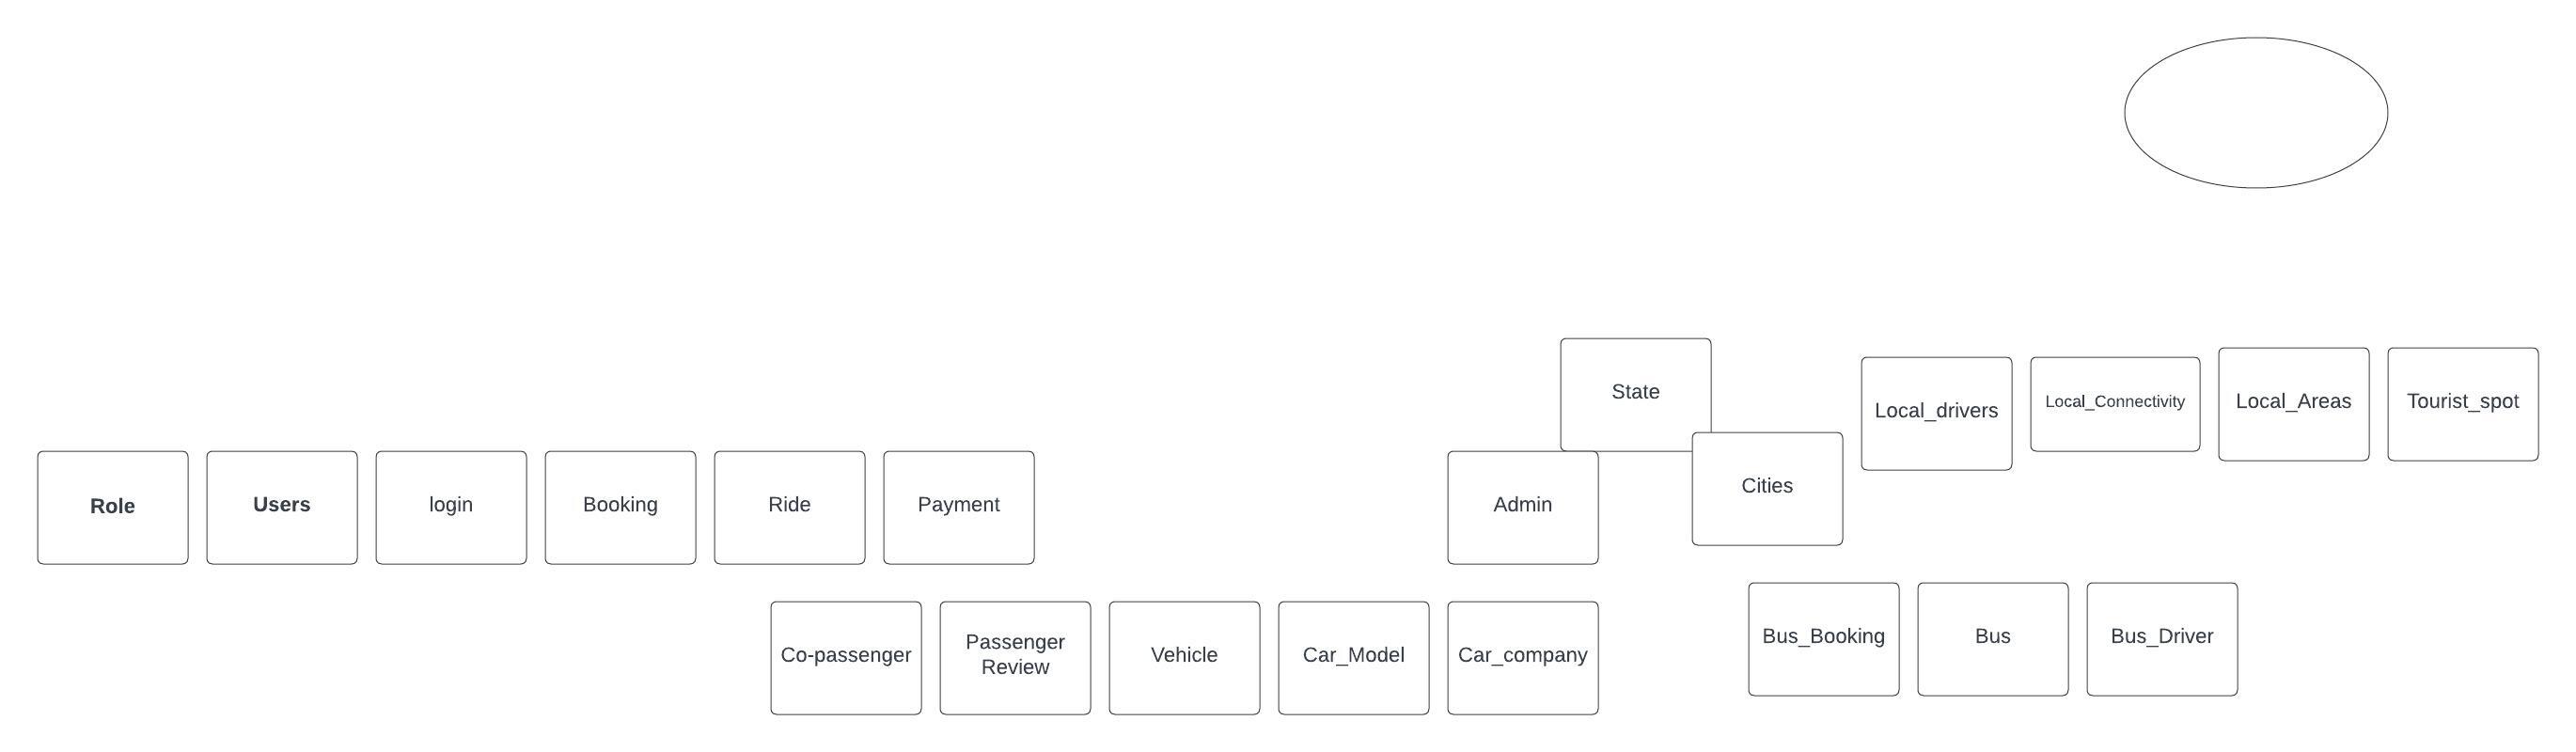 State
Local_drivers
Local_Connectivity
Local_Areas
Tourist_spot
Role
Users
login
Booking
Ride
Payment
Admin
Cities
Co-passenger
Passenger
Review
Vehicle
Car_Model
Car_company
Bus_Booking
Bus
Bus_Driver